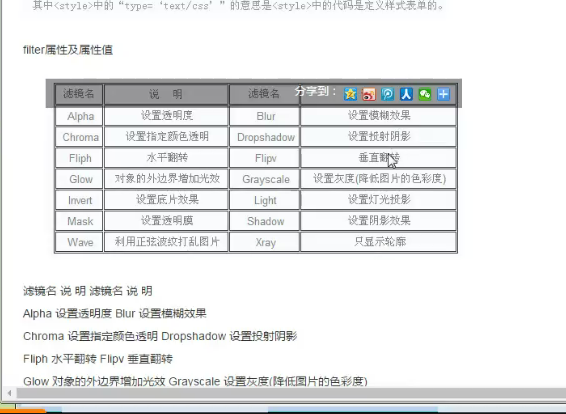 其中<style>中的“type=‘text/css’”的意思是<style>中的代码是定义样式表单的。
filter属性及属性值
滤镜名 说 明 滤镜名 分享到:
Alpha 设置透明度 Blur 设置模糊效果
Chroma 设置指定颜色透明 Dropshadow 设置投射阴影
Fliph 水平翻转 Flipv 垂直翻转
Glow 对象的外边界增加光效 Grayscale 设置灰度(降低图片的色彩度)
Invert 设置底片效果 Light 设置灯光投影
Mask 设置透明膜 Shadow 设置阴影效果
Wave 利用正弦波纹打乱图片 Xray 只显示轮廓
滤镜名 说 明 滤镜名 说 明
Alpha 设置透明度 Blur 设置模糊效果
Chroma 设置指定颜色透明 Dropshadow 设置投射阴影
Fliph 水平翻转 Flipv 垂直翻转
Glow 对象的外边界增加光效 Grayscale 设置灰度(降低图片的色彩度)